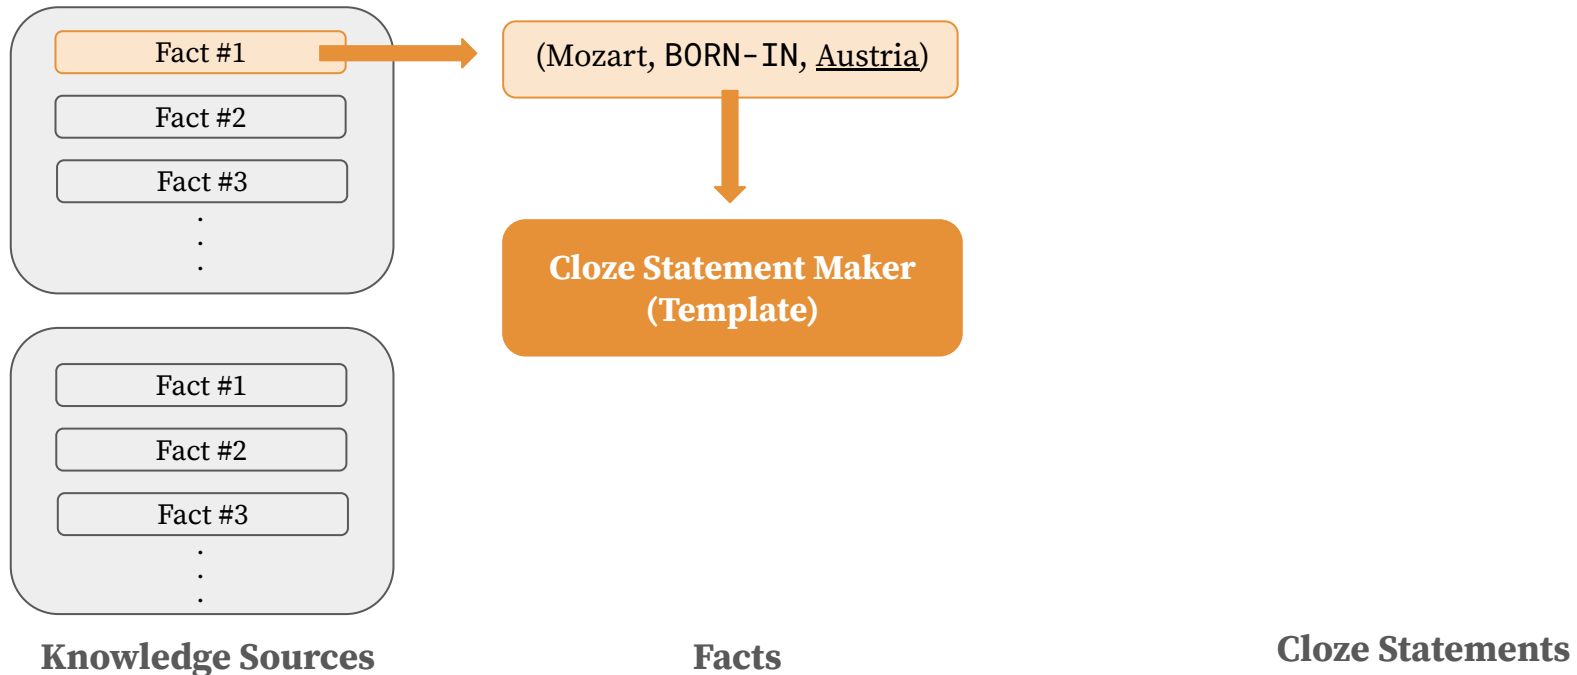 Fact #1
Fact #2
Fact #3
.
.
.
Fact #1
Fact #2
Fact #3
.
.
.
Knowledge Sources
(Mozart, BORN-IN, Austria)
Cloze Statement Maker
(Template)
Facts
Cloze Statements